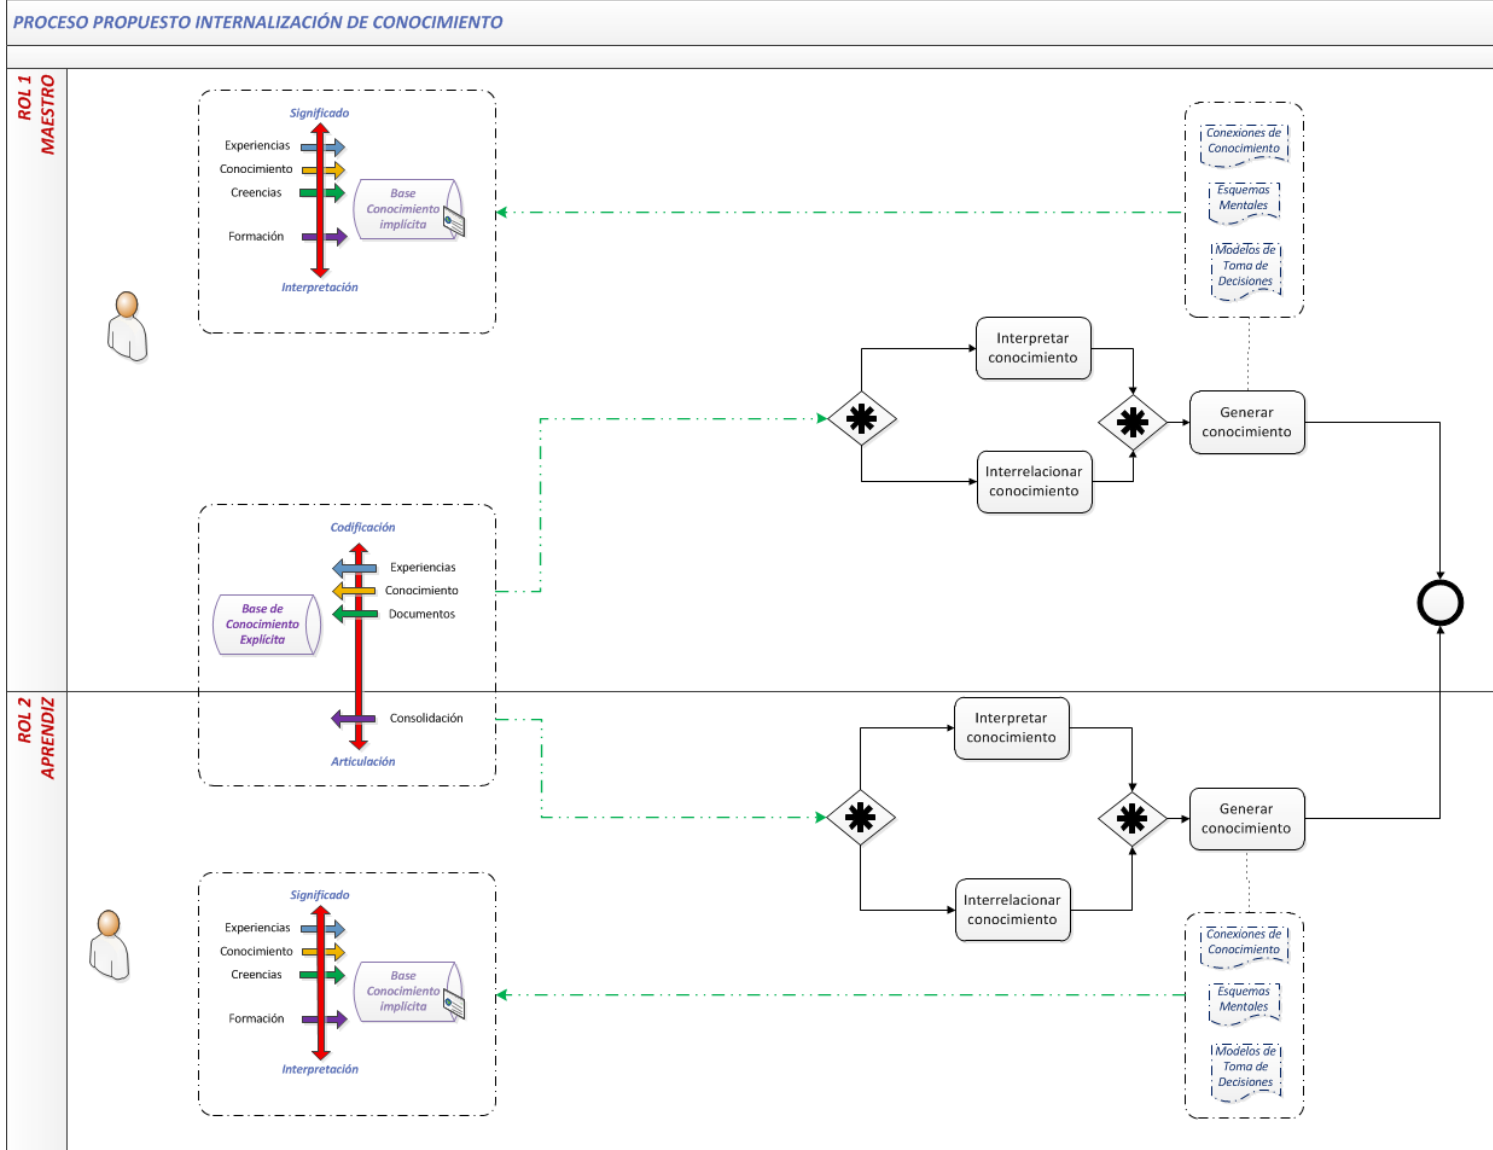 PROCESO PROPUESTO INTERNALIZACIÓN DE CONOCIMIENTO
ROL 1
MAESTRO
Significado
Experiencias
Conocimiento
Creencias
Formación
Interpretación
Base
Conocimiento
implícita
Conexiones de
Conocimiento
Esquemas
Mentales
Modelos de
Toma de
Decisiones
Interpretar
conocimiento
Interrelacionar
conocimiento
Generar
conocimiento
Codificación
Experiencias
Conocimiento
Documentos
Base de
Conocimiento
Explícita
Consolidación
Articulación
ROL 2
APRENDIZ
Interpretar
conocimiento
Interrelacionar
conocimiento
Generar
conocimiento
Significado
Experiencias
Conocimiento
Creencias
Formación
Interpretación
Base
Conocimiento
implícita
Conexiones de
Conocimiento
Esquemas
Mentales
Modelos de
Toma de
Decisiones